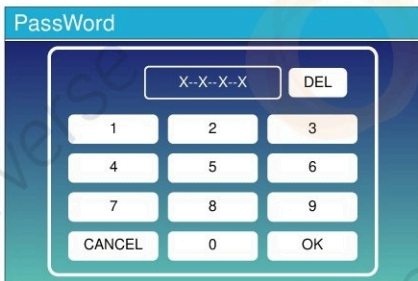 PassWord
X--X--X--X DEL
1 2 3
4 5 6
7 8 9
CANCEL 0 OK